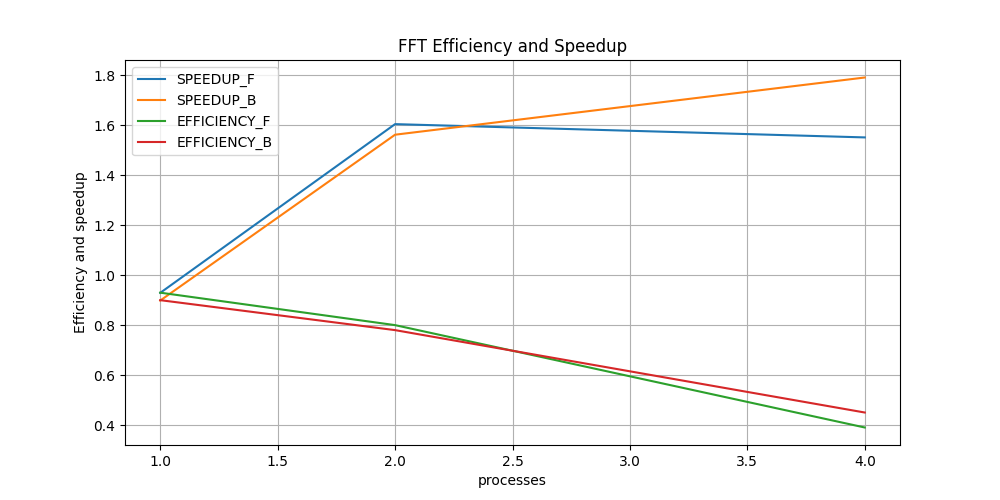 FFT Efficiency and Speedup
SPEEDUP_F
SPEEDUP_B
EFFICIENCY_F
EFFICIENCY_B
Efficiency and speedup
1.8
1.6
1.4
1.2
1.0
0.8
0.6
0.4
1.0 1.5 2.0 2.5 3.0 3.5 4.0
processes